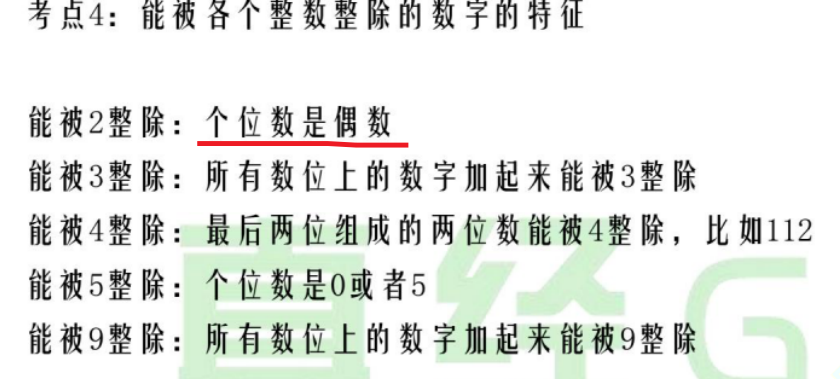 考点4：能被各个整数整除的数字的特征
能被2整除：个位数是偶数
能被3整除：所有数位上的数字加起来能被3整除
能被4整除：最后两位组成的两位数能被4整除，比如112
能被5整除：个位数是0或者5
能被9整除：所有数位上的数字加起来能被9整除
直经G